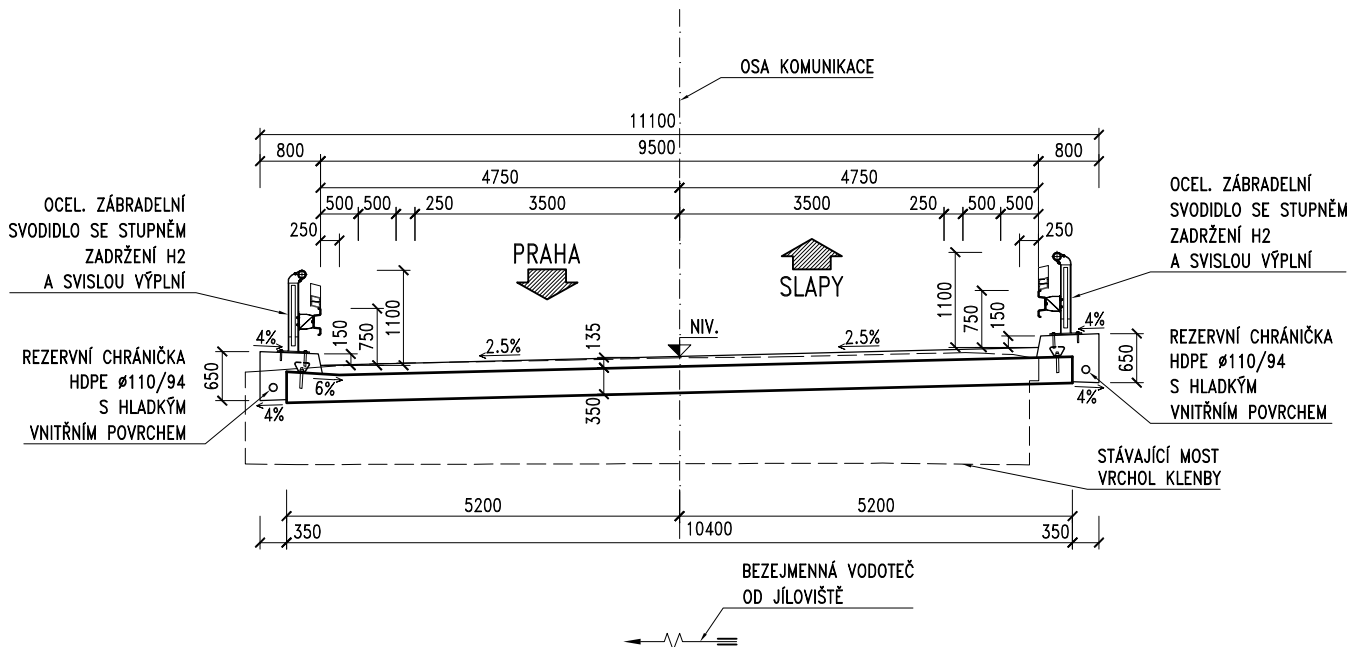 OSA KOMUNIKACE
11100
800
9500
800
4750
4750
500
500
250
3500
3500
250
500
500
250
250
OCEL. ZÁBRADELNÍ
SVODIDLO SE STUPNĚM
ZADRŽENÍ H2
A SVISLOU VÝPLNÍ
PRAHA
SLAPY
OCEL. ZÁBRADELNÍ
SVODIDLO SE STUPNĚM
ZADRŽENÍ H2
A SVISLOU VÝPLNÍ
150
750
1100
135
NIV.
1100
750
150
4%
2.5%
2.5%
4%
REZERVNÍ CHRÁNIČKA
HDPE ø110/94
S HLADKÝM
VNITŘNÍM POVRCHEM
650
6%
4%
350
650
4%
REZERVNÍ CHRÁNIČKA
HDPE ø110/94
S HLADKÝM
VNITŘNÍM POVRCHEM
STÁVAJÍCÍ MOST
VRCHOL KLENBY
5200
5200
350
10400
350
BEZEJMENNÁ VODOTEČ
OD JÍLOVIŠTĚ